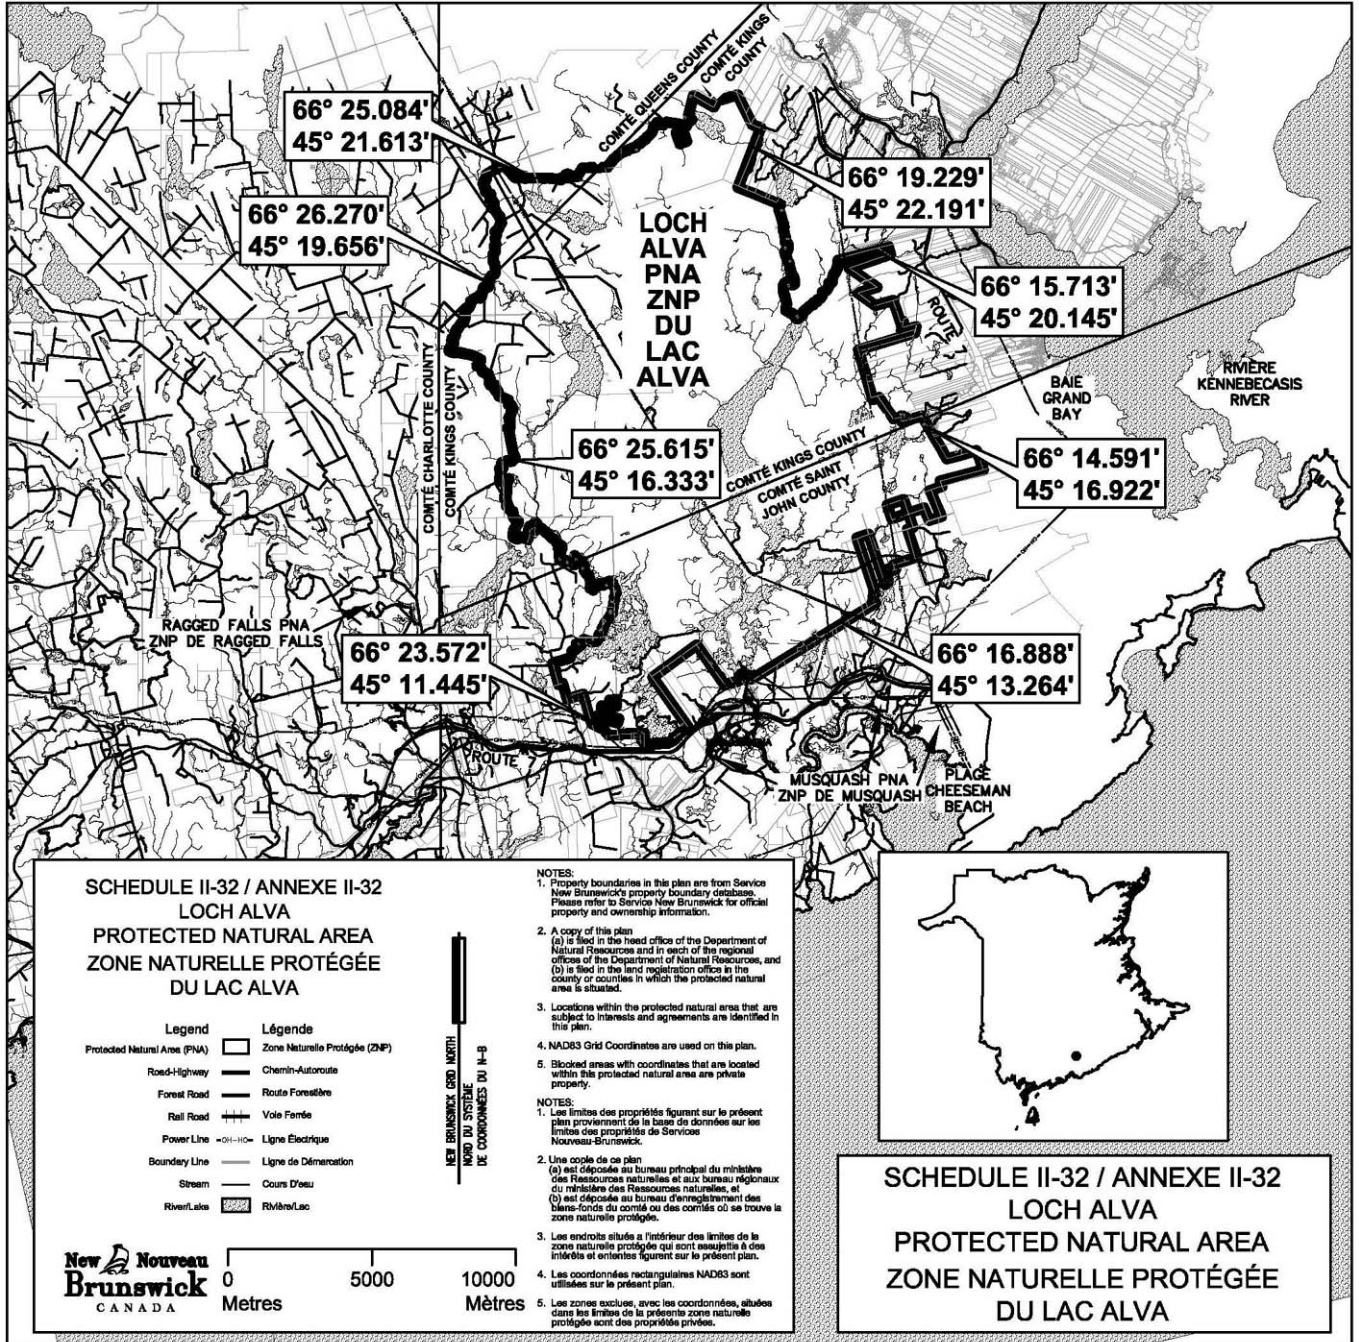 COMTÉ QUEENS COUNTY
COMTÉ KINGS
COUNTY
66° 25.084'
45° 21.613'
66° 19.229'
45° 22.191'
66° 26.270'
45° 19.656'
LOCH
ALVA
PNA
ZNP
DU
LAC
ALVA
66° 15.713'
45° 20.145'
ROUTE 7
COMTÉ CHARLOTTE COUNTY
COMTÉ KINGS COUNTY
BAIE
GRAND
BAY
RIVIÈRE
KENNEBECASIS
RIVER
66° 25.615'
45° 16.333'
COMTÉ KINGS COUNTY
COMTÉ SAINT
JOHN COUNTY
66° 14.591'
45° 16.922'
RAGGED FALLS PNA
ZNP DE RAGGED FALLS
66° 23.572'
45° 11.445'
66° 16.888'
45° 13.264'
ROUTE
MUSQUASH PNA
ZNP DE MUSQUASH
PLAGE
CHEESEMAN
BEACH
SCHEDULE II-32 / ANNEXE II-32
LOCH ALVA
PROTECTED NATURAL AREA
ZONE NATURELLE PROTÉGÉE
DU LAC ALVA
Legend Légende
Protected Natural Area (PNA) Zone Naturelle Protégée (ZNP)
Road-Highway Chemin-Autoroute
Forest Road Route Forestière
Rail Road Voie Ferrée
Power Line -OH-HO- Ligne Électrique
Boundary Line Ligne de Démarcation
Stream Cours D'eau
River/Lake Rivière/Lac
NEW BRUNSWICK GRID NORTH
NORD DU SYSTÈME
DE COORDONNÉES DU N-B
New Nouveau
Brunswick
CANADA
0 5000 10000
Metres Mètres
NOTES:
1. Property boundaries in this plan are from Service
New Brunswick's property boundary database.
Please refer to Service New Brunswick for official
property and ownership information.
2. A copy of this plan
(a) is filed in the head office of the Department of
Natural Resources and in each of the regional
offices of the Department of Natural Resources, and
(b) is filed in the land registration office in the
county or counties in which the protected natural
area is situated.
3. Locations within the protected natural area that are
subject to interests and agreements are identified in
this plan.
4. NAD83 Grid Coordinates are used on this plan.
5. Blocked areas with coordinates that are located
within this protected natural area are private
property.
NOTES:
1. Les limites des propriétés figurant sur le présent
plan proviennent de la base de données sur les
limites des propriétés de Services
Nouveau-Brunswick.
2. Une copie de ce plan
(a) est déposée au bureau principal du ministère
des Ressources naturelles et aux bureau régionaux
du ministère des Ressources naturelles, et
(b) est déposée au bureau d'enregistrement des
biens-fonds du comté ou des comtés où se trouve la
zone naturelle protégée.
3. Les endroits situés a l'intérieur des limites de la
zone naturelle protégée qui sont assujettis à des
intérêts et ententes figurent sur le présent plan.
4. Les coordonnées rectangulaires NAD83 sont
utilisées sur le présent plan.
5. Les zones exclues, avec les coordonnées, situées
dans les limites de la présente zone naturelle
protégée sont des propriétés privées.
SCHEDULE II-32 / ANNEXE II-32
LOCH ALVA
PROTECTED NATURAL AREA
ZONE NATURELLE PROTÉGÉE
DU LAC ALVA